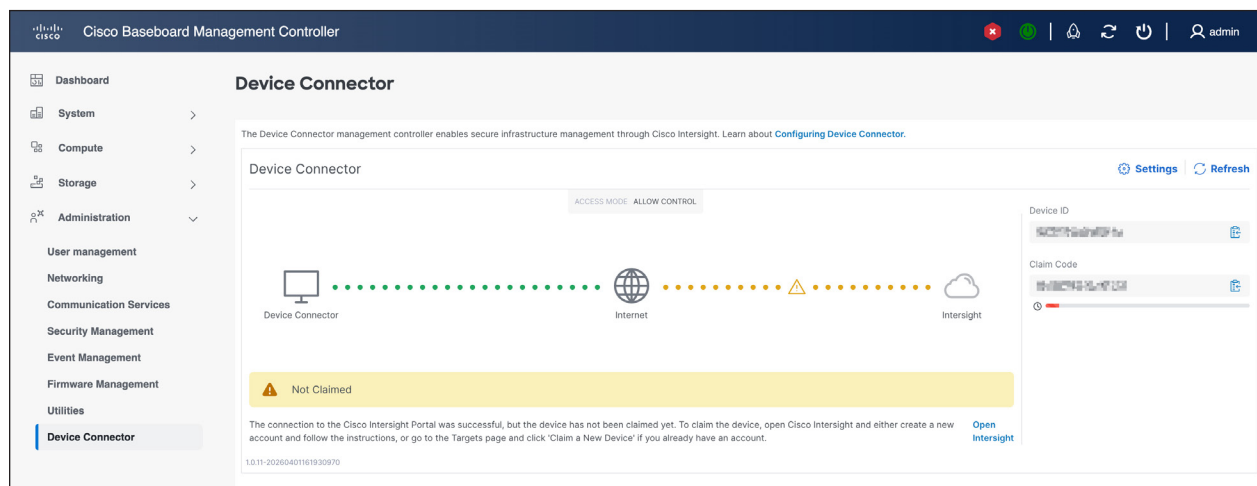 CISCO
Cisco Baseboard Management Controller
admin
Dashboard
System
Compute
Storage
Administration
User management
Networking
Communication Services
Security Management
Event Management
Firmware Management
Utilities
Device Connector
Device Connector
The Device Connector management controller enables secure infrastructure management through Cisco Intersight. Learn about Configuring Device Connector.
Device Connector
Settings
Refresh
ACCESS MODE ALLOW CONTROL
Device Connector
Internet
Intersight
Device ID
Claim Code
Not Claimed
The connection to the Cisco Intersight Portal was successful, but the device has not been claimed yet. To claim the device, open Cisco Intersight and either create a new
account and follow the instructions, or go to the Targets page and click 'Claim a New Device' if you already have an account.
Open
Intersight
1.0.11-20260401161930970